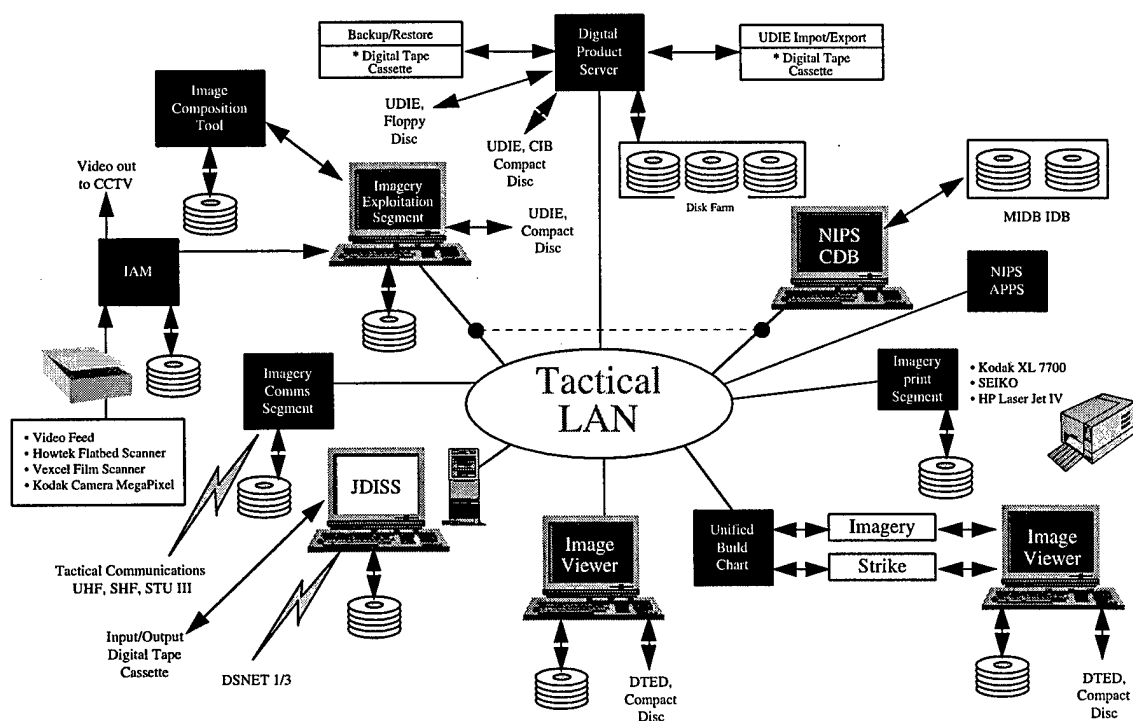 Backup/Restore
* Digital Tape
Cassette
Digital
Product
Server
UDIE Impot/Export
* Digital Tape
Cassette
Image
Composition
Tool
UDIE,
Floppy
Disc
UDIE, CIB
Compact
Disc
Disk Farm
Video out
to CCTV
Imagery
Exploitation
Segment
UDIE,
Compact
Disc
NIPS
CDB
MIDB IDB
IAM
NIPS
APPS
Imagery
Comms
Segment
Tactical
LAN
Imagery
print
Segment
• Kodak XL 7700
• SEIKO
• HP Laser Jet IV
• Video Feed
• Howtek Flatbed Scanner
• Vexcel Film Scanner
• Kodak Camera MegaPixel
JDISS
Image
Viewer
Unified
Build
Chart
Imagery
Strike
Image
Viewer
Tactical Communications
UHF, SHF, STU III
Input/Output
Digital Tape
Cassette
DSNET 1/3
DTED,
Compact
Disc
DTED,
Compact
Disc